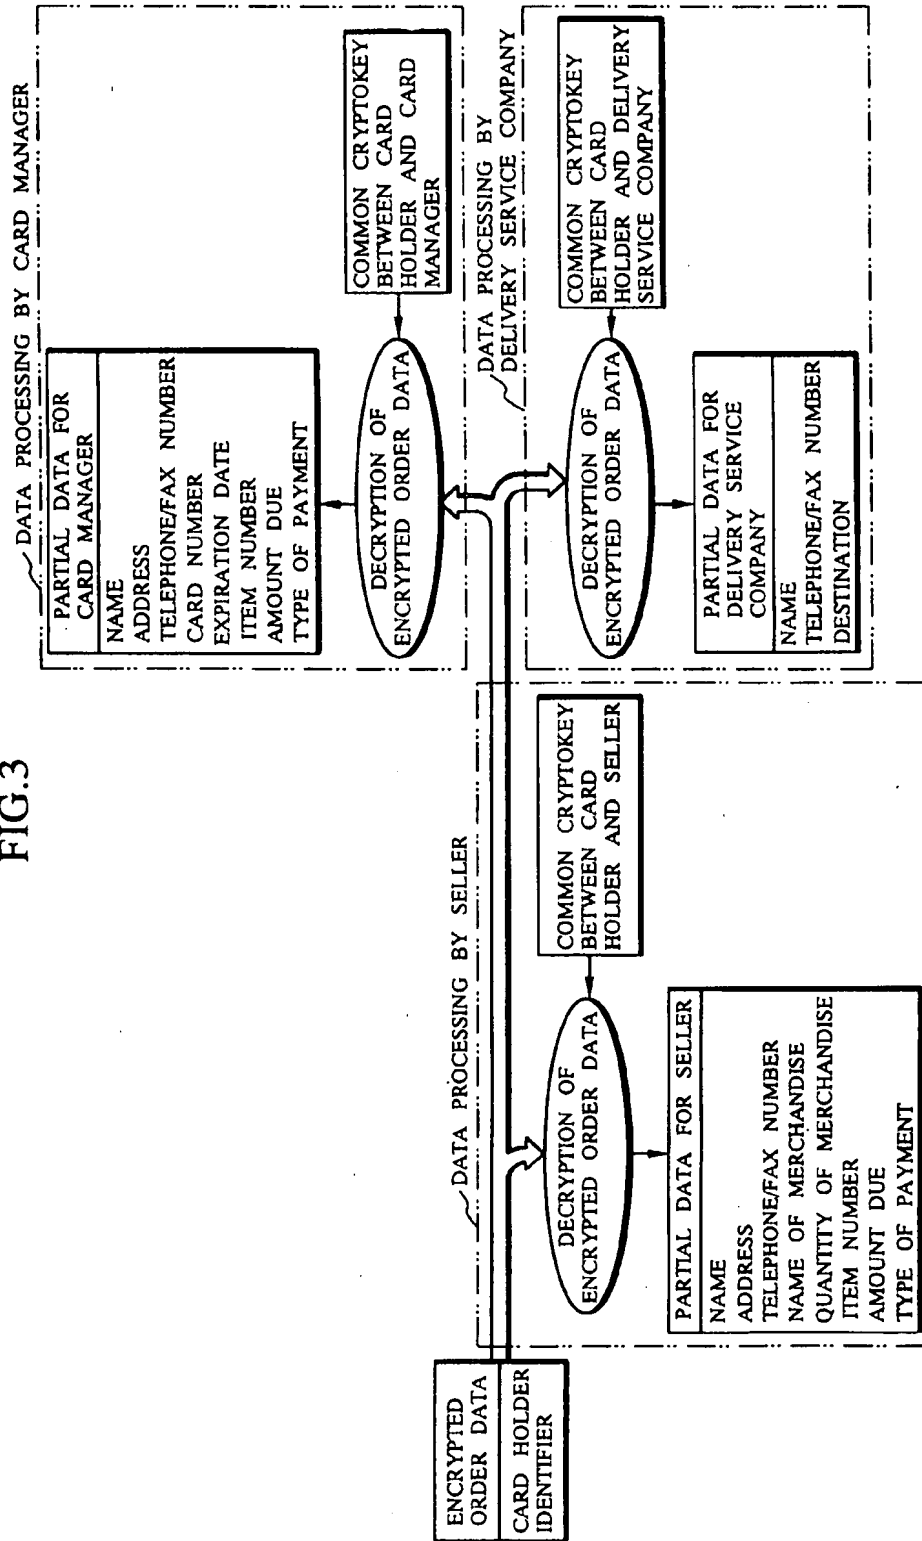 FIG.3
ENCRYPTED
ORDER DATA
CARD HOLDER
IDENTIFIER
DATA PROCESSING BY SELLER
DECRYPTION OF
ENCRYPTED ORDER DATA
COMMON CRYPTOKEY
BETWEEN CARD
HOLDER AND SELLER
PARTIAL DATA FOR SELLER
NAME
ADDRESS
TELEPHONE/FAX NUMBER
NAME OF MERCHANDISE
QUANTITY OF MERCHANDISE
ITEM NUMBER
AMOUNT DUE
TYPE OF PAYMENT
DATA PROCESSING BY CARD MANAGER
PARTIAL DATA FOR
CARD MANAGER
NAME
ADDRESS
TELEPHONE/FAX NUMBER
CARD NUMBER
EXPIRATION DATE
ITEM NUMBER
AMOUNT DUE
TYPE OF PAYMENT
DECRYPTION OF
ENCRYPTED ORDER DATA
COMMON CRYPTOKEY
BETWEEN CARD
HOLDER AND CARD
MANAGER
DATA PROCESSING BY
DELIVERY SERVICE COMPANY
DECRYPTION OF
ENCRYPTED ORDER DATA
COMMON CRYPTOKEY
BETWEEN CARD
HOLDER AND DELIVERY
SERVICE COMPANY
PARTIAL DATA FOR
DELIVERY SERVICE
COMPANY
NAME
TELEPHONE/FAX NUMBER
DESTINATION